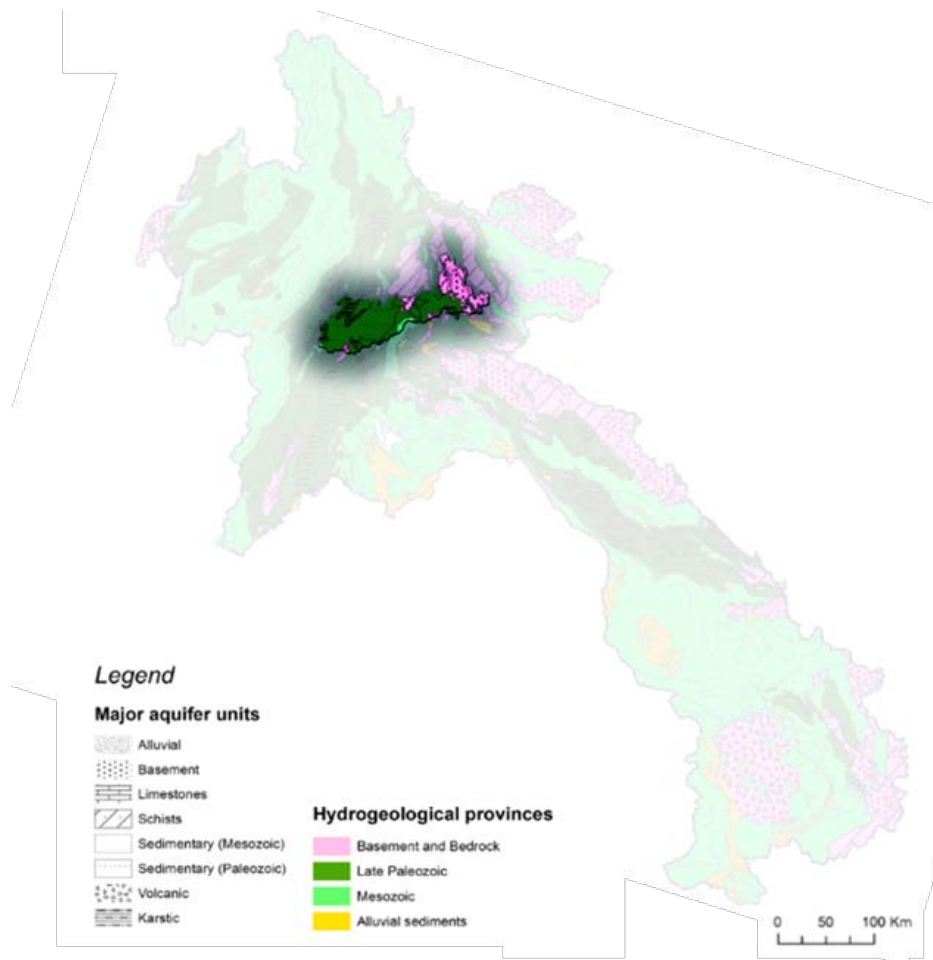 Legend
Major aquifer units
Alluvial
Basement
Limestones
Schists
Sedimentary (Mesozoic)
Sedimentary (Paleozoic)
Volcanic
Karstic
Hydrogeological provinces
Basement and Bedrock
Late Paleozoic
Mesozoic
Alluvial sediments
0 50 100 Km